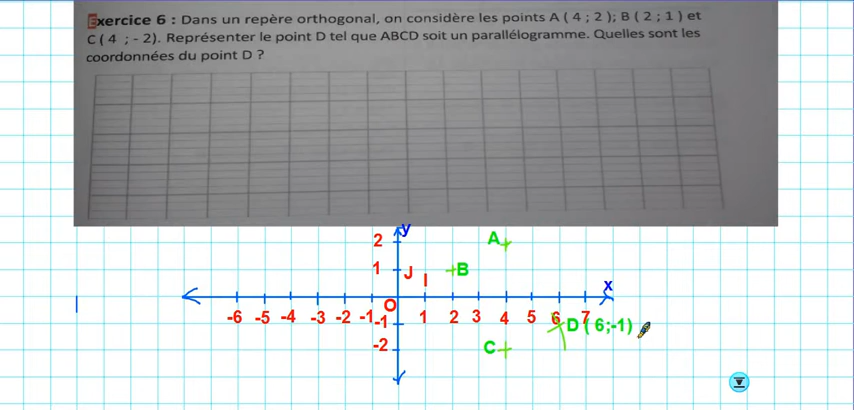 Exercice 6 : Dans un repère orthogonal, on considère les points A ( 4 ; 2 ); B ( 2 ; 1 ) et
C ( 4 ; - 2). Représenter le point D tel que ABCD soit un parallélogramme. Quelles sont les
coordonnées du point D ?
y
2 A
1 J I B
x
O
-6 -5 -4 -3 -2 -1 -1 1 2 3 4 5 6 7
D ( 6;-1)
-2 C